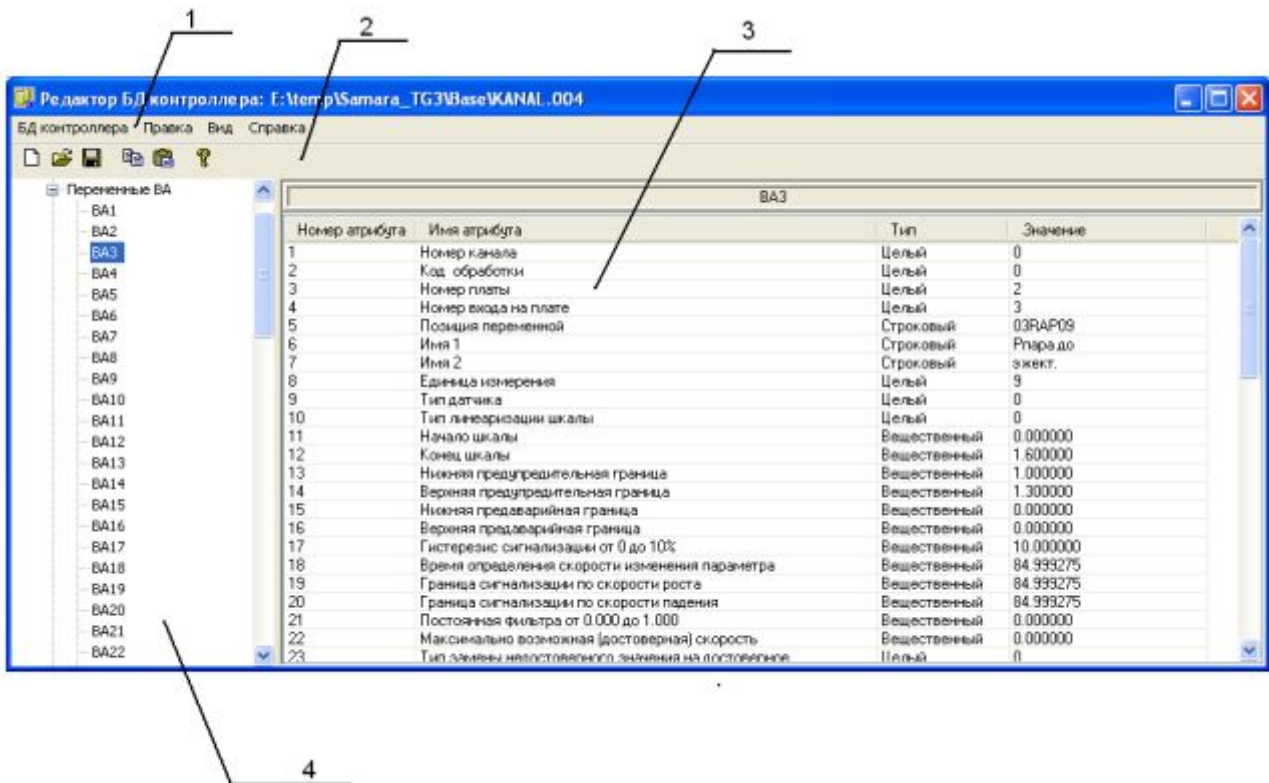 1
2
3
Редактор БД контроллера: E:\temp\Samara_TG3\Base\KANAL.004
БД контроллера Правка Вид Справка
Переменные ВА
ВА1
ВА2
ВА3
ВА4
ВА5
ВА6
ВА7
ВА8
ВА9
ВА10
ВА11
ВА12
ВА13
ВА14
ВА15
ВА16
ВА17
ВА18
ВА19
ВА20
ВА21
ВА22
ВА3
Номер атрибута Имя атрибута Тип Значение
1 Номер канала Целый 0
2 Код обработки Целый 0
3 Номер платы Целый 2
4 Номер входа на плате Целый 3
5 Позиция переменной Строковый 03RAP09
6 Имя 1 Строковый Рпара до
7 Имя 2 Строковый эжект.
8 Единица измерения Целый 9
9 Тип датчика Целый 0
10 Тип линеаризации шкалы Целый 0
11 Начало шкалы Вещественный 0.000000
12 Конец шкалы Вещественный 1.600000
13 Нижняя предупредительная граница Вещественный 1.000000
14 Верхняя предупредительная граница Вещественный 1.300000
15 Нижняя предаварийная граница Вещественный 0.000000
16 Верхняя предаварийная граница Вещественный 0.000000
17 Гистерезис сигнализации от 0 до 10% Вещественный 10.000000
18 Время определения скорости изменения параметра Вещественный 84.999275
19 Граница сигнализации по скорости роста Вещественный 84.999275
20 Граница сигнализации по скорости падения Вещественный 84.999275
21 Постоянная фильтра от 0.000 до 1.000 Вещественный 0.000000
22 Максимально возможная (достоверная) скорость Вещественный 0.000000
23 Тип замены недостоверного значения на достоверное Целый 0
4